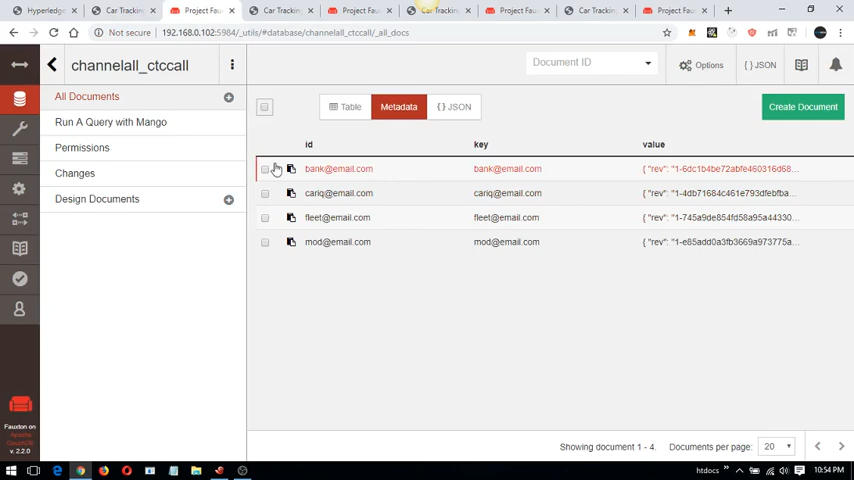 Hyperledg
Car Tracking
Project Fau
Car Tracking
Project Fau
Car Tracking
Project Fau
Car Tracking
Project Fau
Not secure
192.168.0.102:5984/_utils/#database/channelall_ctccall/_all_docs
channelall_ctccall
Document ID
Options
{ } JSON
All Documents
Run A Query with Mango
Permissions
Changes
Design Documents
Table
Metadata
{ } JSON
Create Document
id key value
bank@email.com bank@email.com { "rev": "1-6dc1b4be72abfe460316d68...
cariq@email.com cariq@email.com { "rev": "1-4db71684c461e793dfebfba...
fleet@email.com fleet@email.com { "rev": "1-745a9de854fd58a95a44330...
mod@email.com mod@email.com { "rev": "1-e85add0a3fb3669a973775a...
Fauxton on
Apache
CouchDB
v. 2.2.0
Showing document 1 - 4.
Documents per page:
20
htdocs
10:54 PM